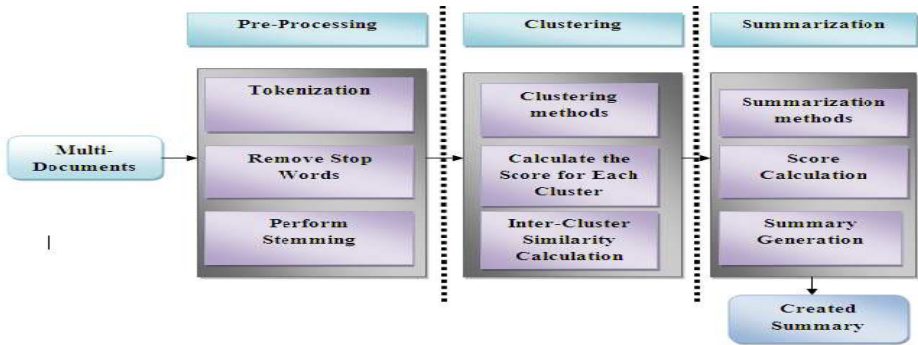 Pre-Processing
Clustering
Summarization
Multi-
Documents
Tokenization
Remove Stop
Words
Perform
Stemming
Clustering
methods
Calculate the
Score for Each
Cluster
Inter-Cluster
Similarity
Calculation
Summarization
methods
Score
Calculation
Summary
Generation
Created
Summary